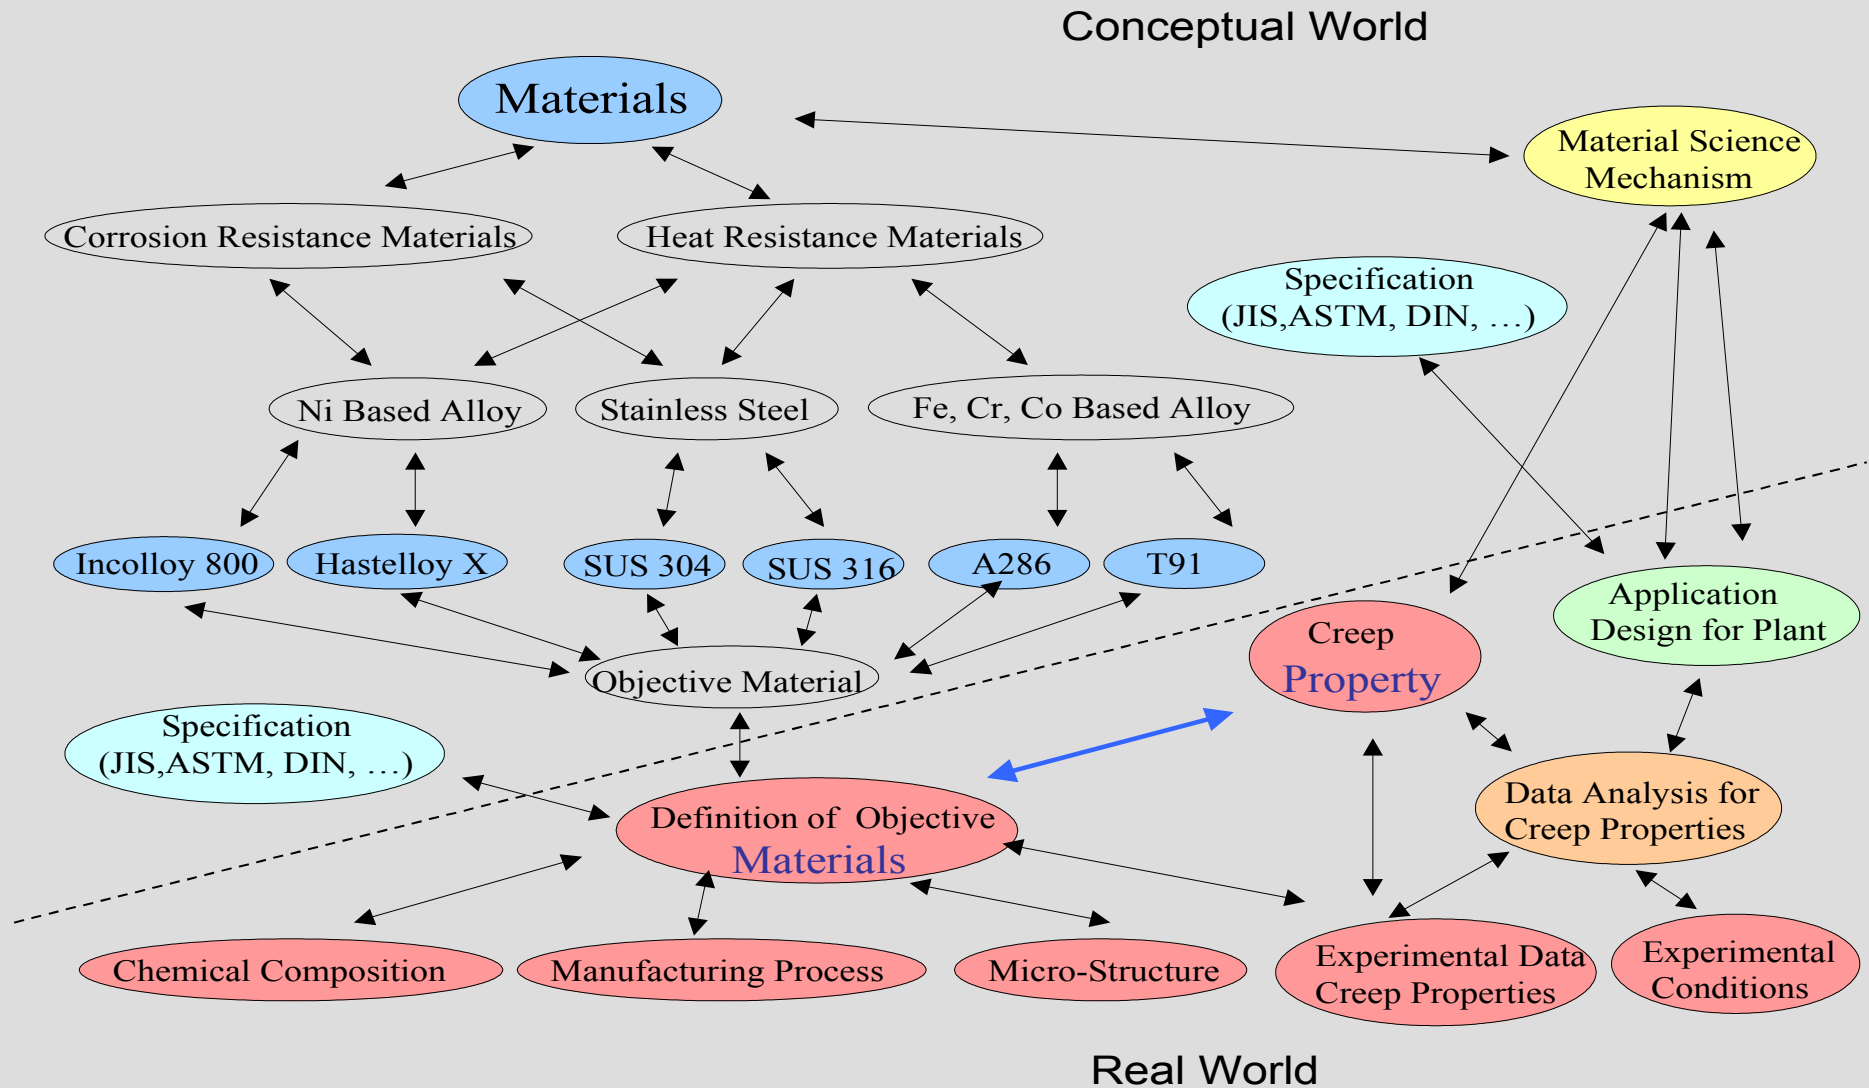 Conceptual World
Materials
Material Science
Mechanism
Corrosion Resistance Materials
Heat Resistance Materials
Specification
(JIS,ASTM, DIN, …)
Ni Based Alloy
Stainless Steel
Fe, Cr, Co Based Alloy
Incolloy 800
Hastelloy X
SUS 304
SUS 316
A286
T91
Application
Design for Plant
Creep
Property
Objective Material
Specification
(JIS,ASTM, DIN, …)
Data Analysis for
Creep Properties
Definition of Objective
Materials
Chemical Composition
Manufacturing Process
Micro-Structure
Experimental Data
Creep Properties
Experimental
Conditions
Real World